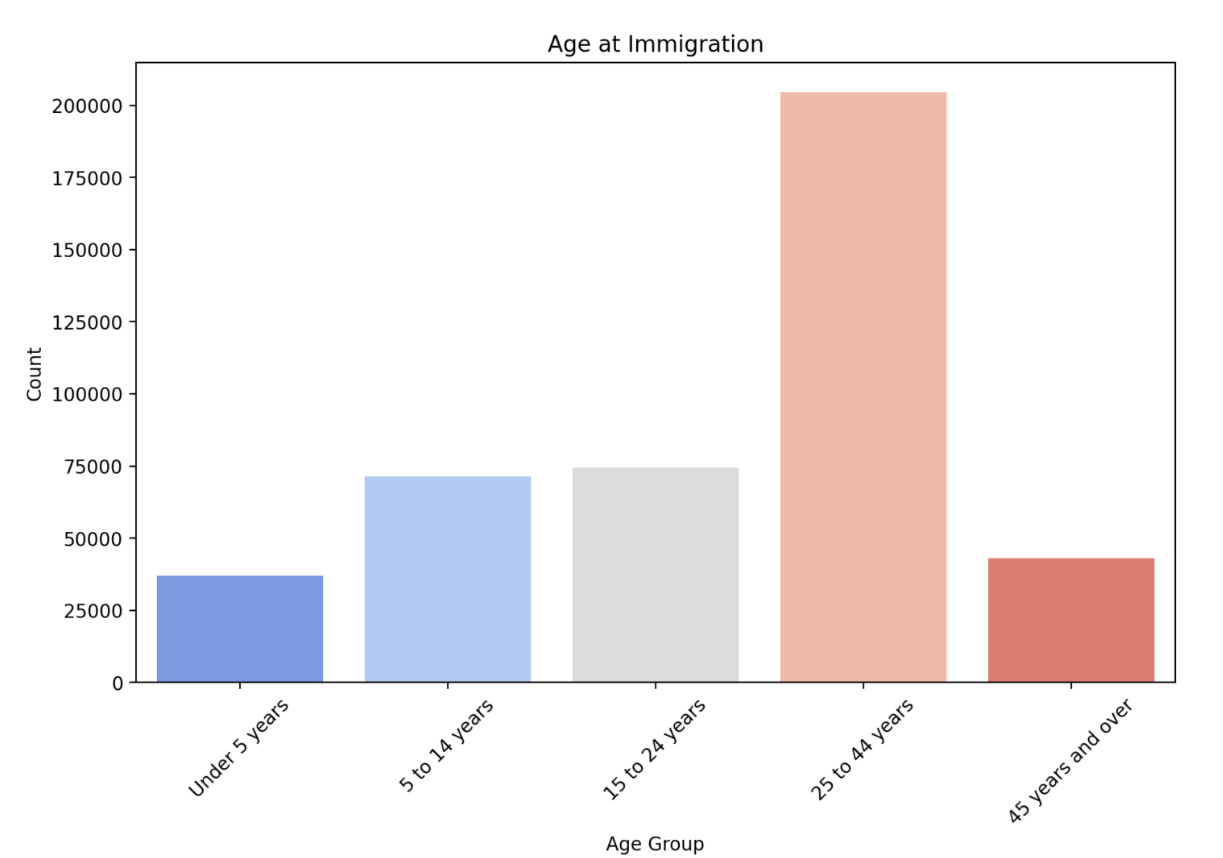 Age at Immigration
Count
200000
175000
150000
125000
100000
75000
50000
25000
0
Under 5 years
5 to 14 years
15 to 24 years
25 to 44 years
45 years and over
Age Group